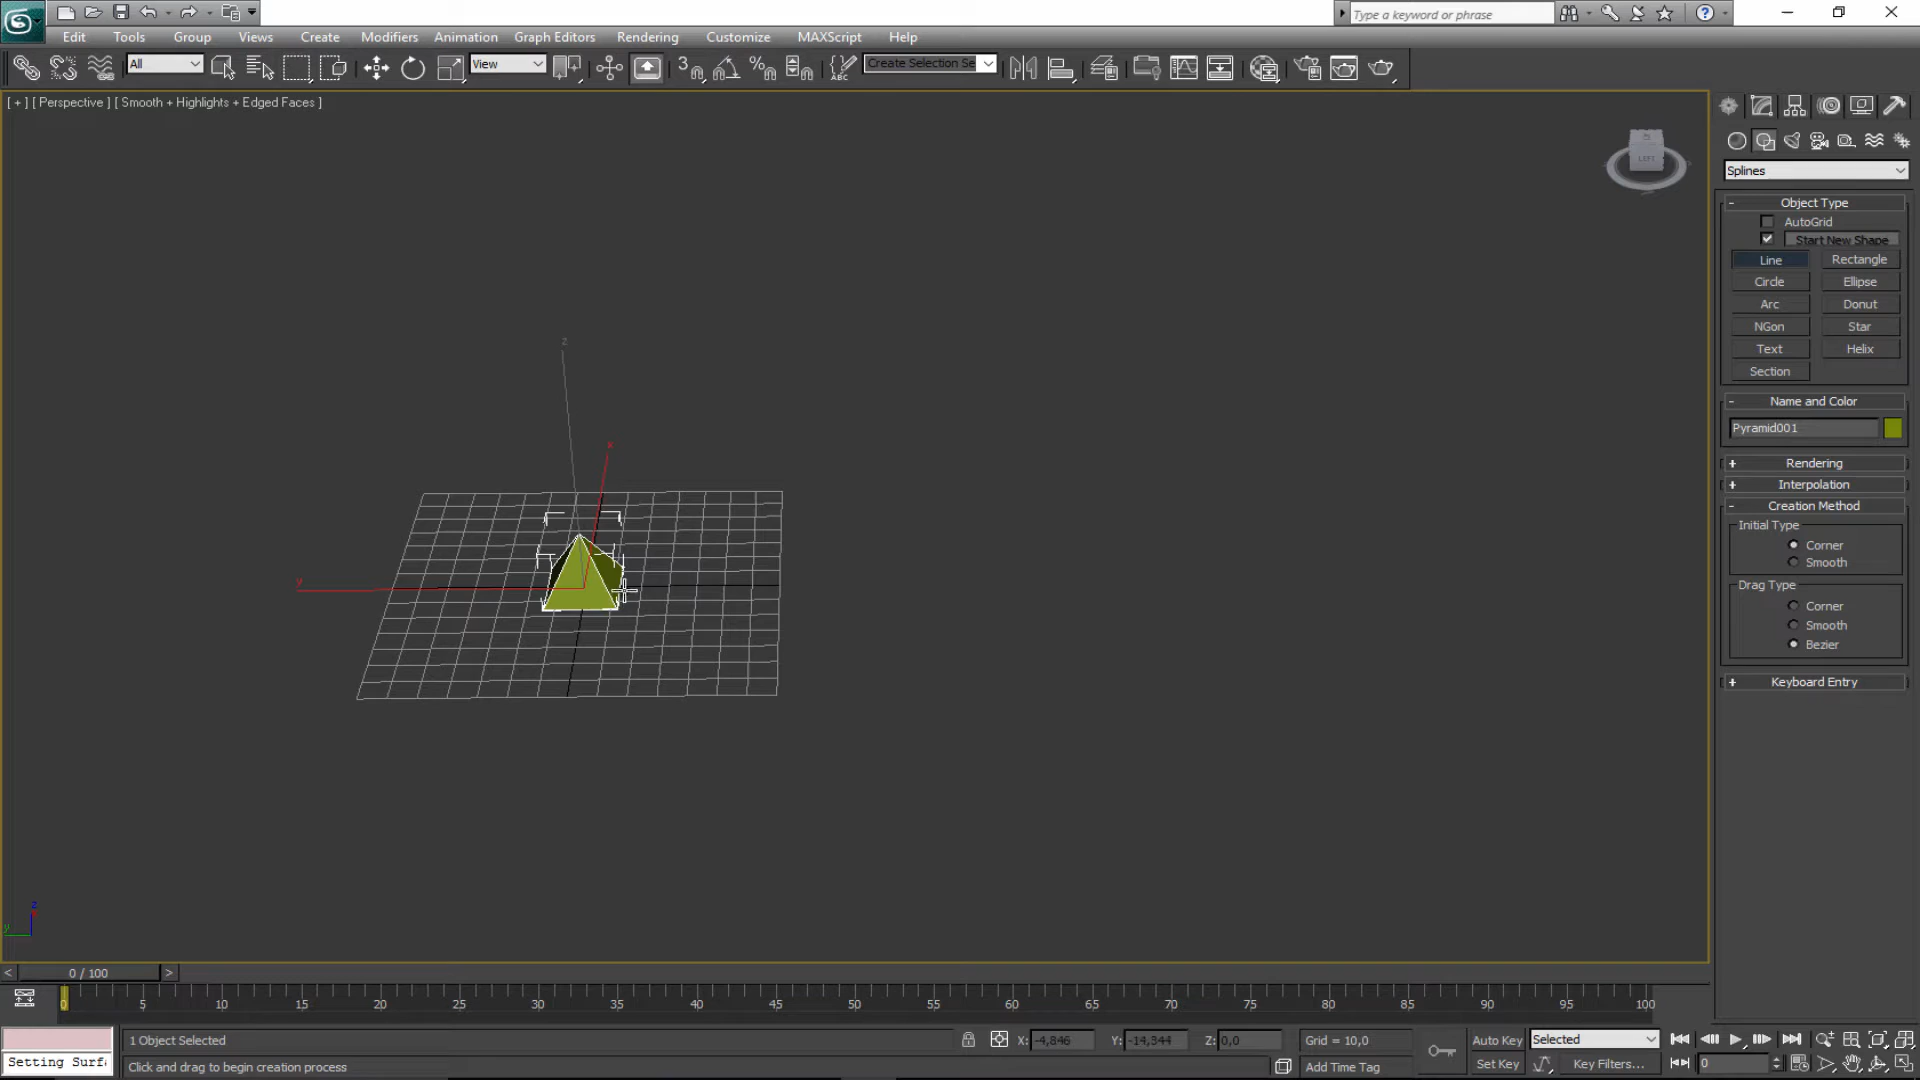 Type a keyword or phrase
Edit Tools Group Views Create Modifiers Animation Graph Editors Rendering Customize MAXScript Help
All View 3 ABC Create Selection Se
[ + ] [ Perspective ] [ Smooth + Highlights + Edged Faces ]
LEFT
Splines
Object Type
AutoGrid
Start New Shape
Line Rectangle
Circle Ellipse
Arc Donut
NGon Star
Text Helix
Section
Name and Color
Pyramid001
Rendering
Interpolation
Creation Method
Initial Type
Corner
Smooth
Drag Type
Corner
Smooth
Bezier
Keyboard Entry
z
x
y
z
y
< 0 / 100 >
0 5 10 15 20 25 30 35 40 45 50 55 60 65 70 75 80 85 90 95 100
1 Object Selected X: -4,846 Y: -14,344 Z: 0,0 Grid = 10,0 Auto Key Selected
Setting Surf Click and drag to begin creation process Add Time Tag Set Key Key Filters... 0